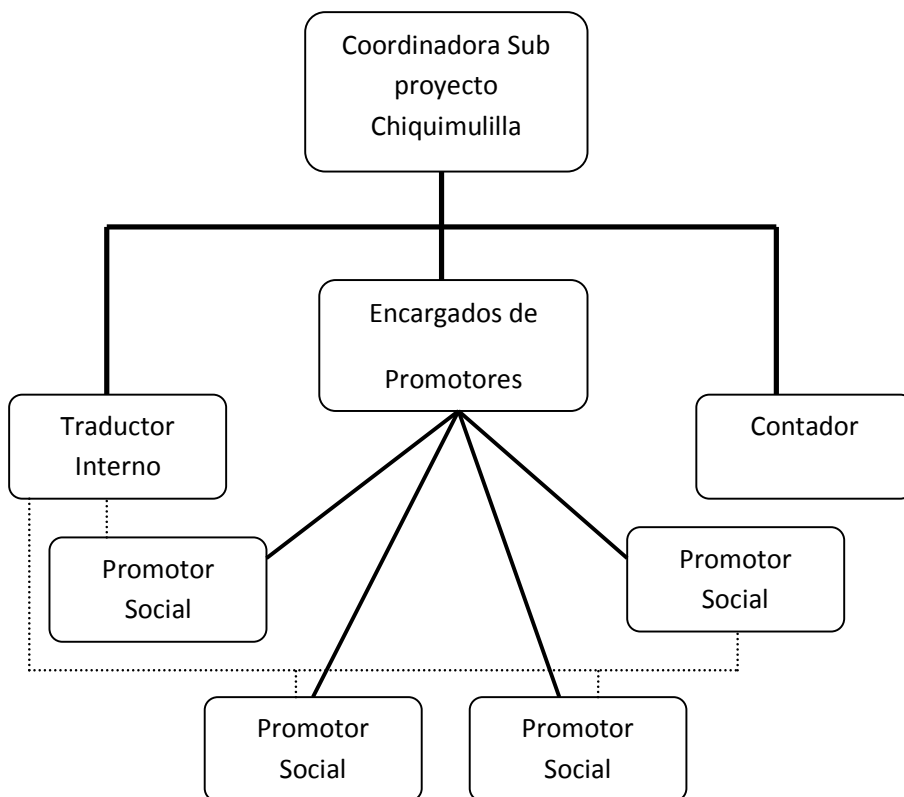 Coordinadora Sub
proyecto
Chiquimulilla
Encargados de
Promotores
Traductor
Interno
Contador
Promotor
Social
Promotor
Social
Promotor
Social
Promotor
Social